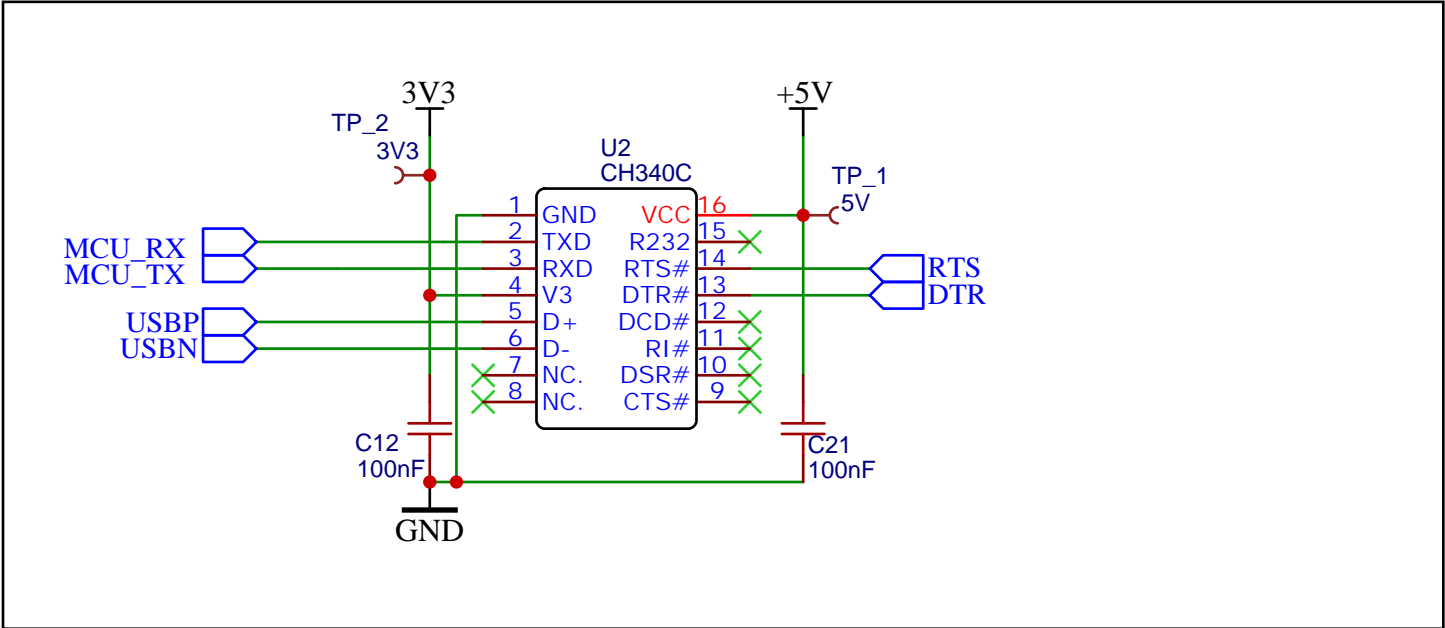 3V3
+5V
TP_2
3V3
U2
CH340C
TP_1
5V
1 GND VCC 16
MCU_RX 2 TXD R232 15
MCU_TX 3 RXD RTS# 14 RTS
4 V3 DTR# 13 DTR
USBP 5 D+ DCD# 12
USBN 6 D- RI# 11
7 NC. DSR# 10
8 NC. CTS# 9
C12
100nF
C21
100nF
GND